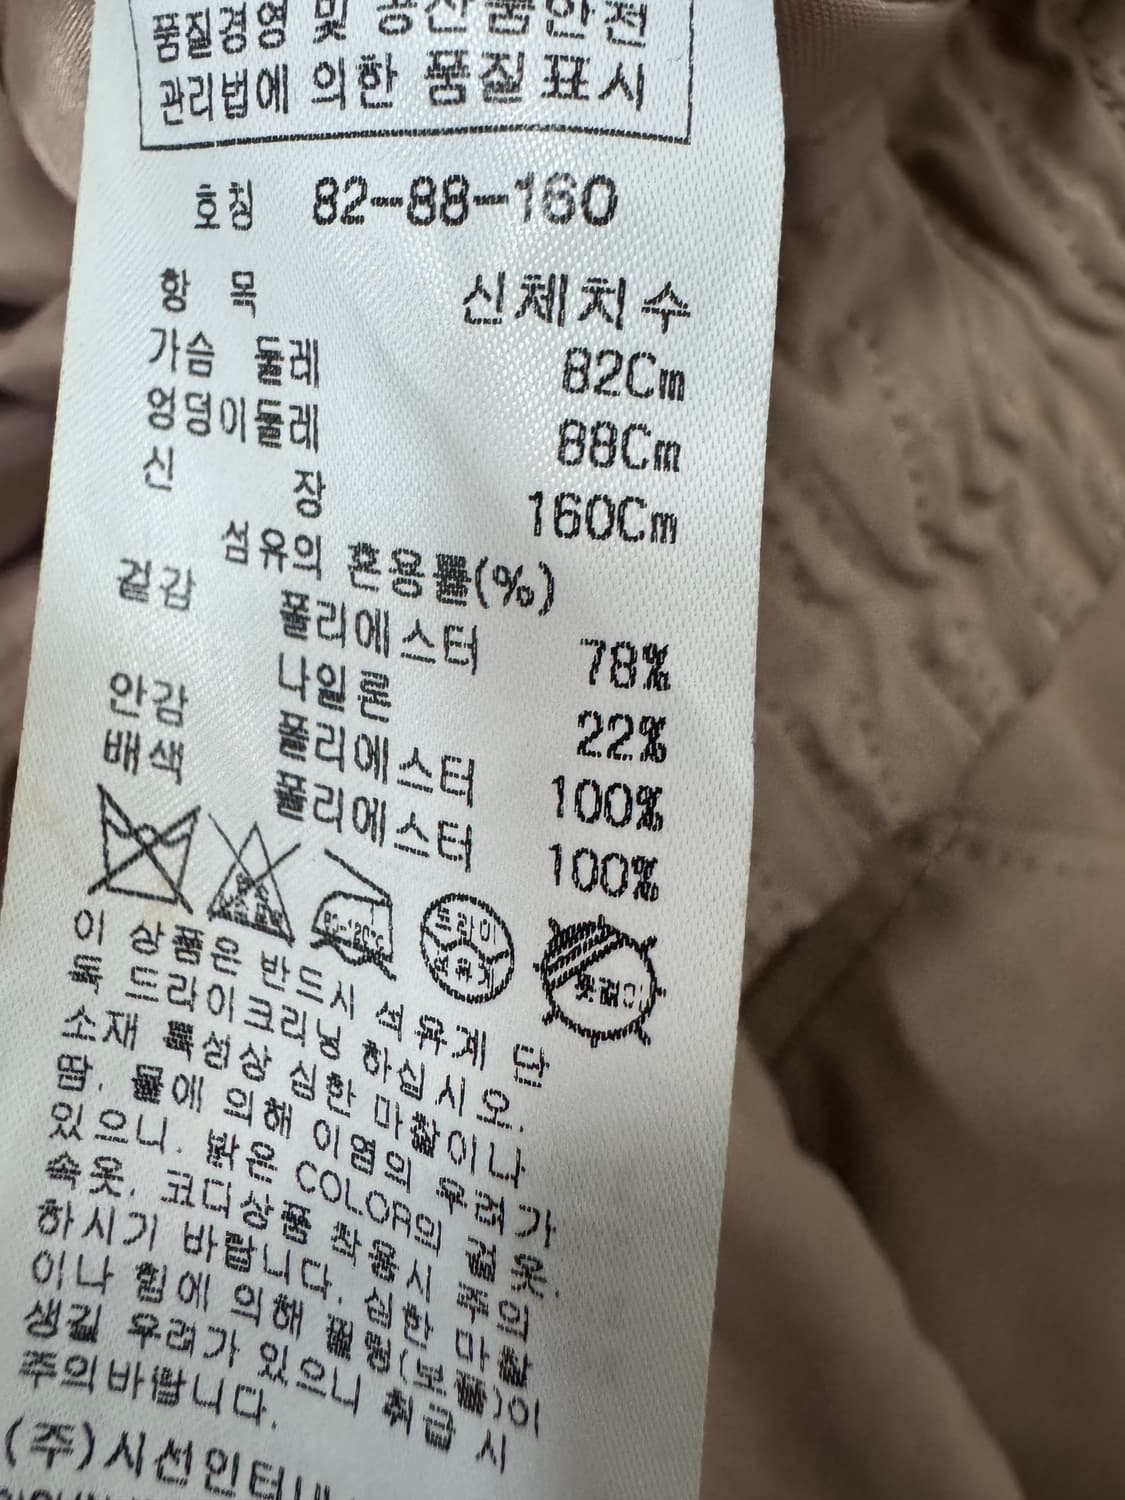 품질경영 및 공산품안전
관리법에 의한 품질표시
호칭 82-88-160
항 목 신체치수
가슴 둘레 82Cm
엉덩이둘레 88Cm
신 장 160Cm
섬유의 혼용률(%)
겉감 폴리에스터 78%
나일론 22%
안감 폴리에스터 100%
배색 폴리에스터 100%
드라이
석유계
이 상품은 반드시 석유계 단
독 드라이크리닝 하십시오.
소재 특성상 심한 마찰이나
땀. 물에 의해 이염의 우려가
있으니. 밝은 COLOR의 겉옷.
속옷. 코디상품 착용시 주의
하시기 바랍니다. 심한 마찰
이나 힘에 의해 필링(보풀)이
생길 우려가 있으니 취급 시
주의바랍니다.
(주)시선인터내